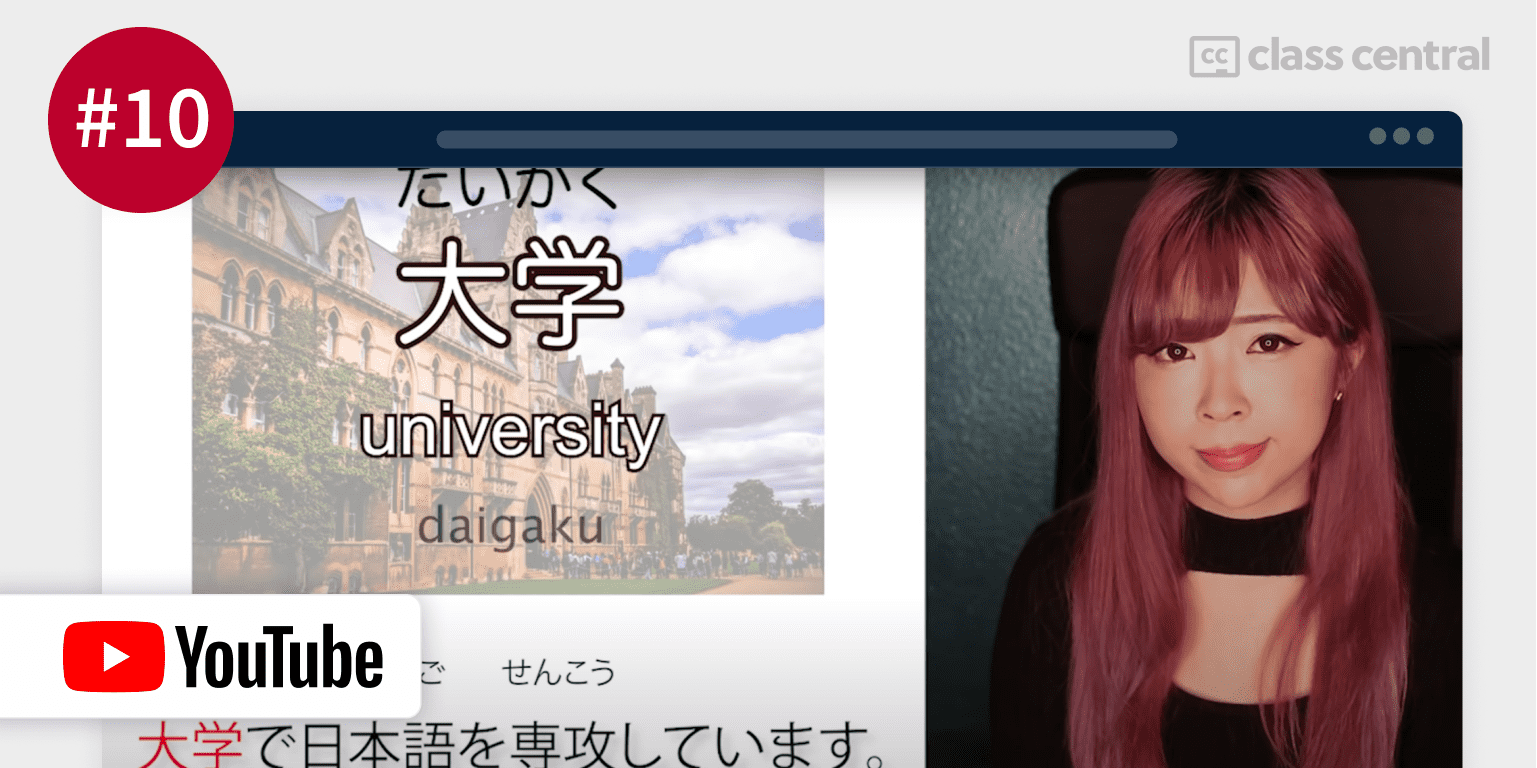 #10
class central
だいがく
大学
university
daigaku
YouTube
ご せんこう
大学で日本語を専攻しています。